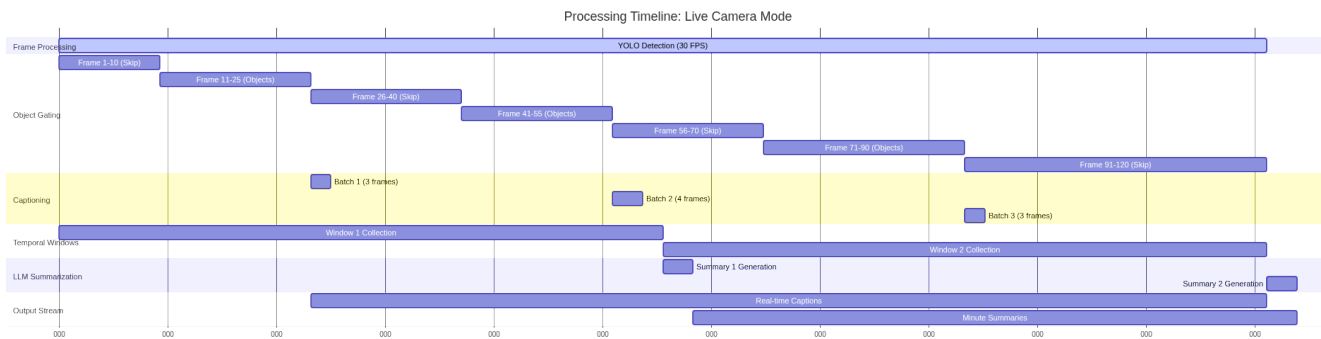 Processing Timeline: Live Camera Mode
Frame Processing
YOLO Detection (30 FPS)
Frame 1-10 (Skip)
Frame 11-25 (Objects)
Frame 26-40 (Skip)
Object Gating
Frame 41-55 (Objects)
Frame 56-70 (Skip)
Frame 71-90 (Objects)
Frame 91-120 (Skip)
Batch 1 (3 frames)
Captioning
Batch 2 (4 frames)
Batch 3 (3 frames)
Window 1 Collection
Temporal Windows
Window 2 Collection
Summary 1 Generation
LLM Summarization
Summary 2 Generation
Real-time Captions
Output Stream
Minute Summaries
000 000 000 000 000 000 000 000 000 000 000 000